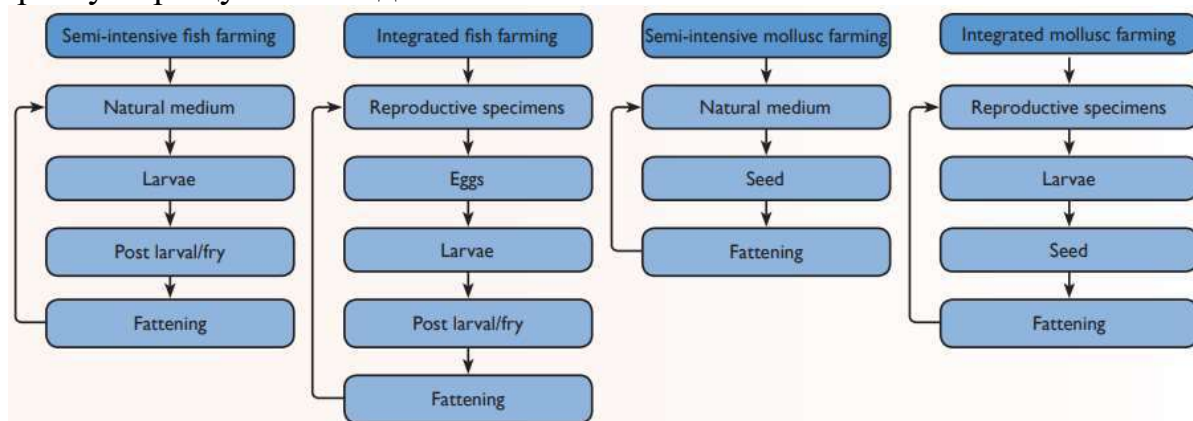 Semi-intensive fish farming
Natural medium
Larvae
Post larval/fry
Fattening
Integrated fish farming
Reproductive specimens
Eggs
Larvae
Post larval/fry
Fattening
Semi-intensive mollusc farming
Natural medium
Seed
Fattening
Integrated mollusc farming
Reproductive specimens
Larvae
Seed
Fattening